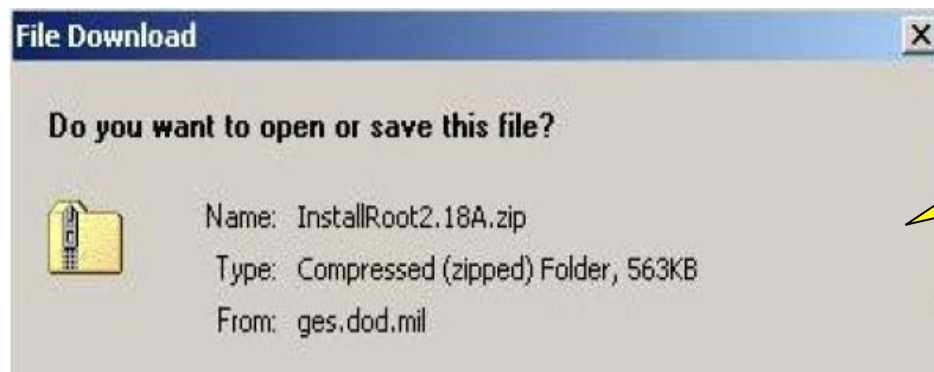 File Download
Do you want to open or save this file?
Name: InstallRoot2.18A.zip
Type: Compressed (zipped) Folder, 563KB
From: ges.dod.mil